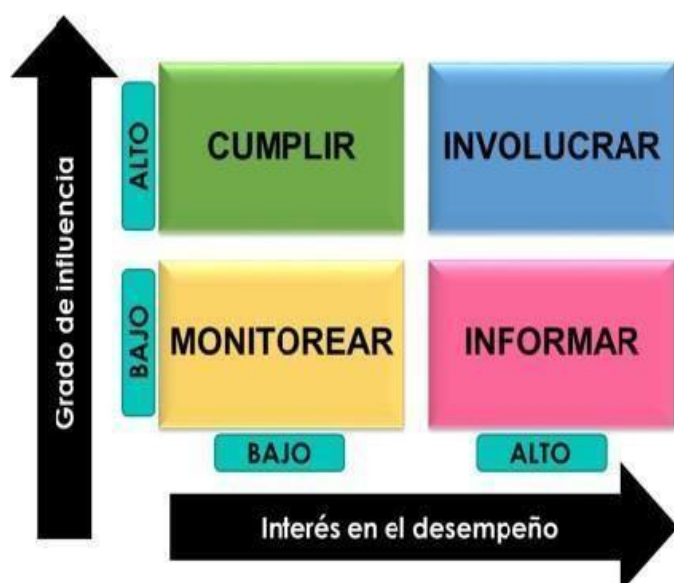 Grado de influencia
ALTO
CUMPLIR
INVOLUCRAR
BAJO
MONITOREAR
INFORMAR
BAJO
ALTO
Interés en el desempeño